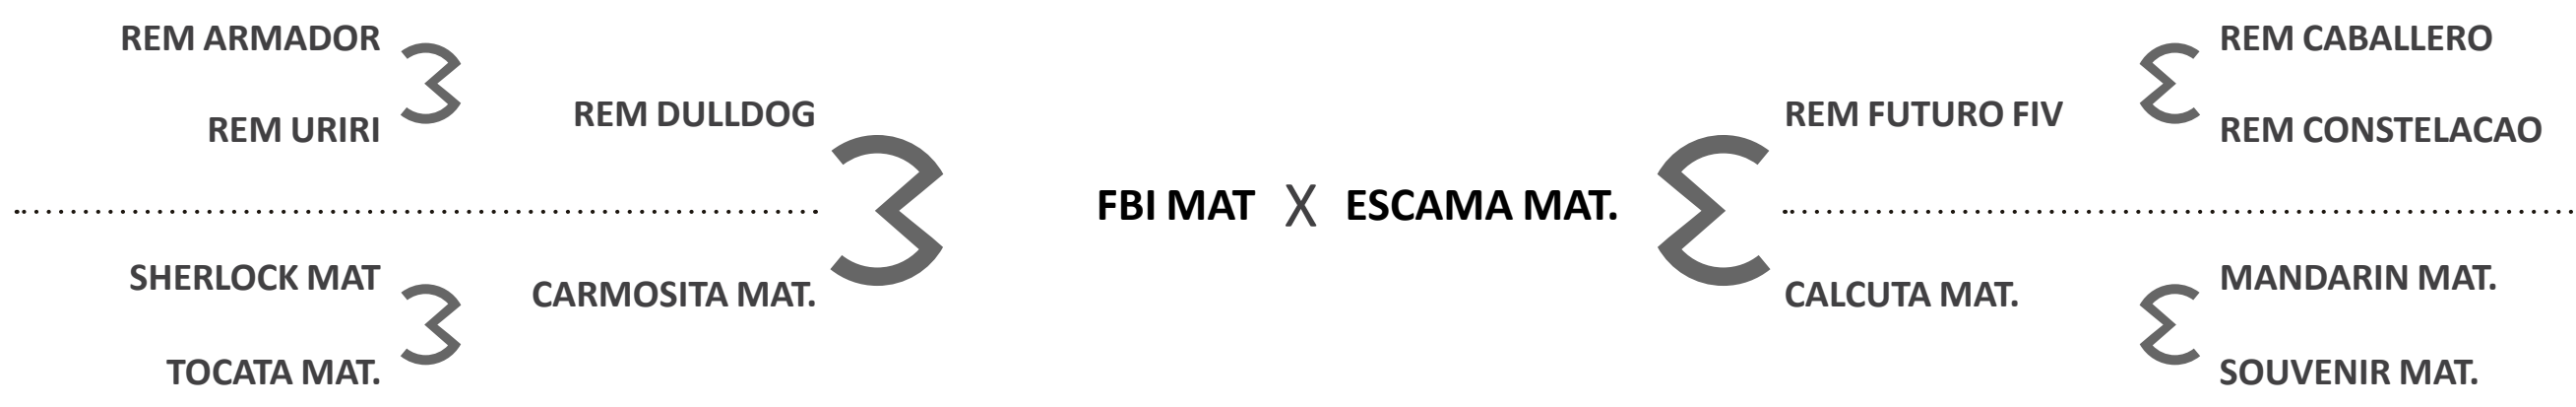 REM ARMADOR
REM URIRI
REM DULLDOG
SHERLOCK MAT
TOCATA MAT.
CARMOSITA MAT.
FBI MAT X ESCAMA MAT.
REM FUTURO FIV
REM CABALLERO
REM CONSTELACAO
CALCUTA MAT.
MANDARIN MAT.
SOUVENIR MAT.